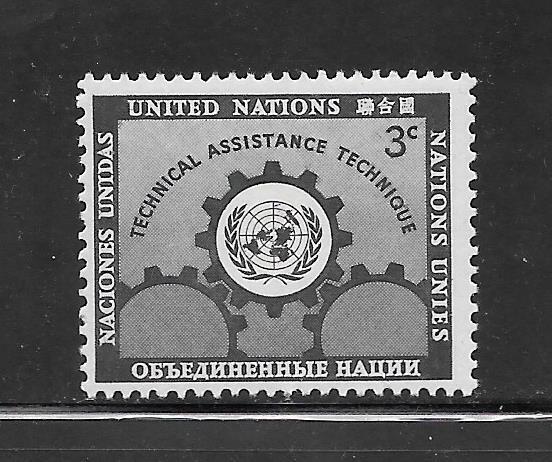 UNITED NATIONS 聯合國
3c
TECHNICAL ASSISTANCE TECHNIQUE
NACIONES UNIDAS
NATIONS UNIES
ОБЪЕДИНЕННЫЕ НАЦИИ